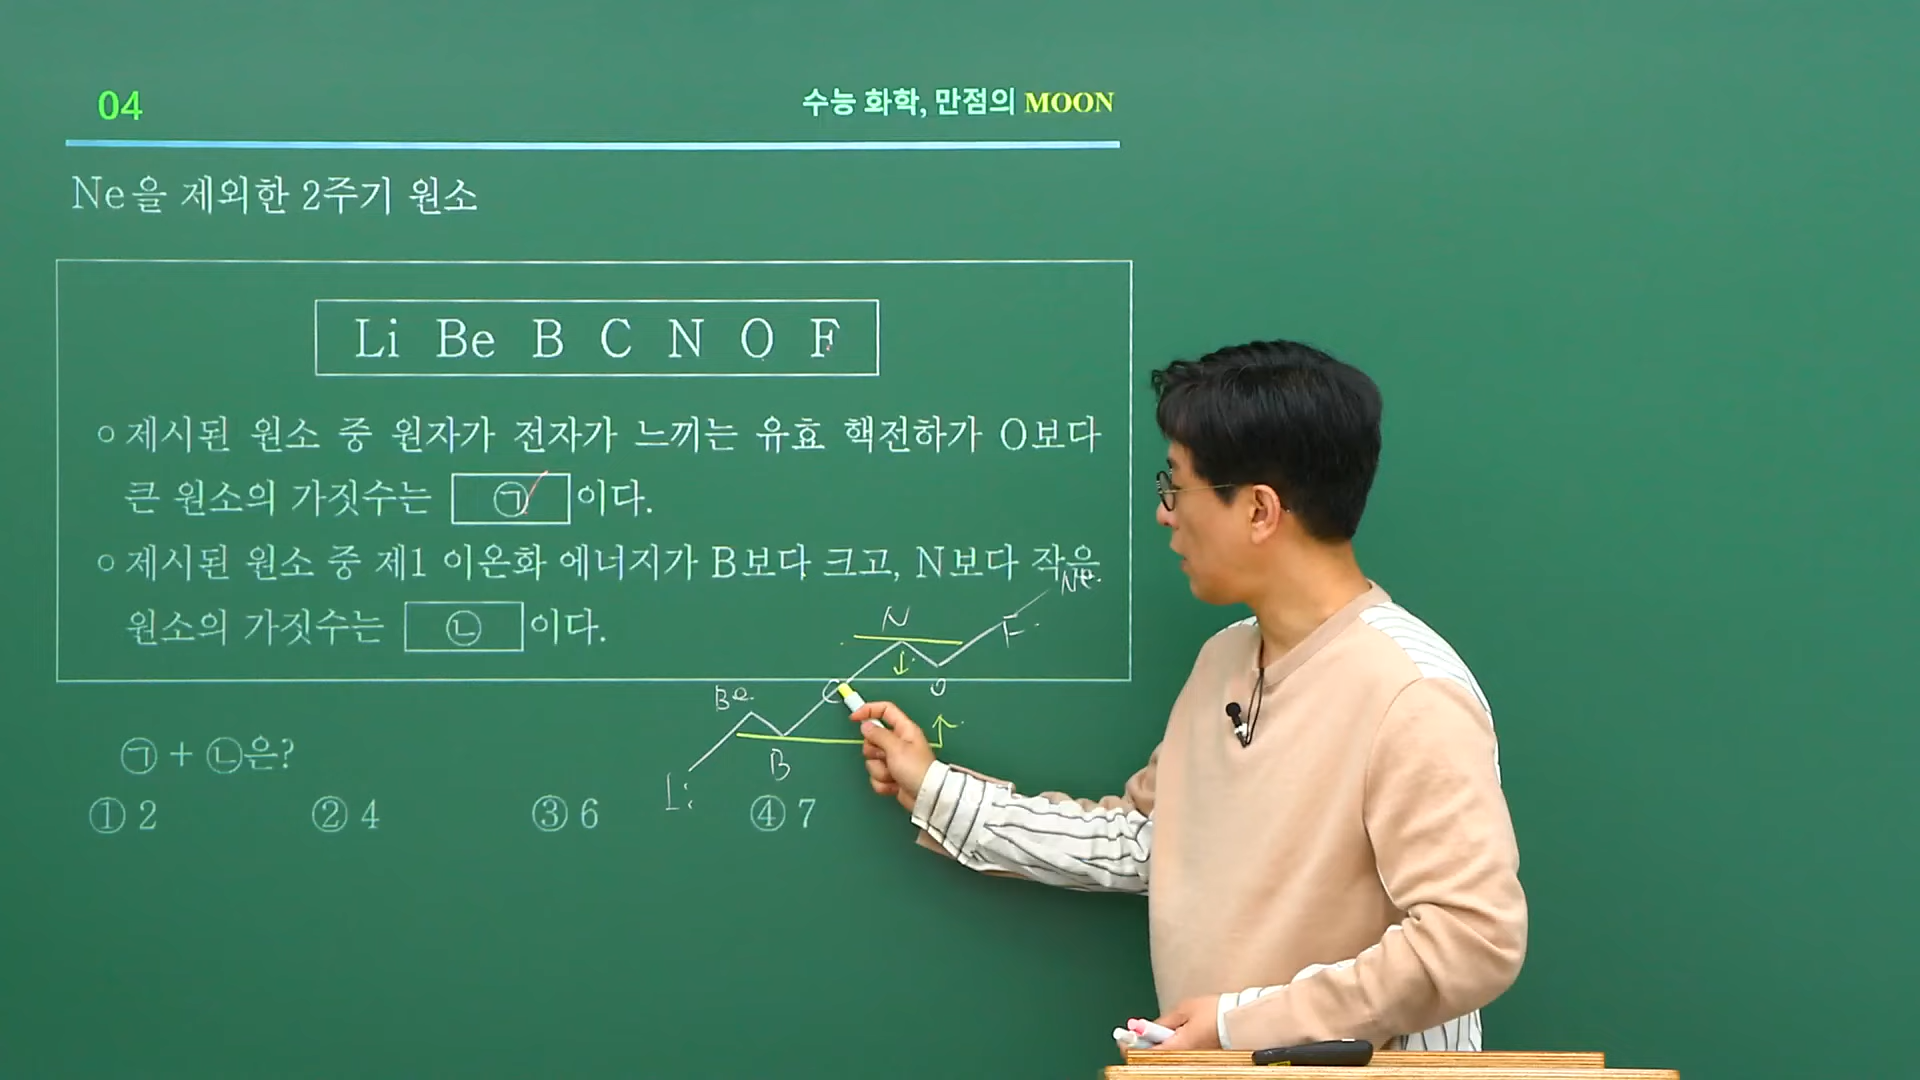 04
수능 화학, 만점의 MOON
Ne을 제외한 2주기 원소
Li Be B C N O F
○ 제시된 원소 중 원자가 전자가 느끼는 유효 핵전하가 O보다
큰 원소의 가짓수는 ㉠ 이다.
○ 제시된 원소 중 제1 이온화 에너지가 B보다 크고, N보다 작은
원소의 가짓수는 ㉡ 이다.
Ne
N
F
Be
C
O
B
Li
㉠ + ㉡은?
① 2 ② 4 ③ 6 ④ 7